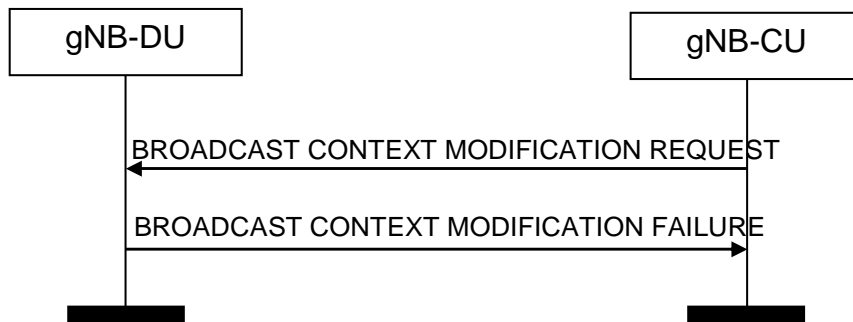 gNB-DU
gNB-CU
BROADCAST CONTEXT MODIFICATION REQUEST
BROADCAST CONTEXT MODIFICATION FAILURE